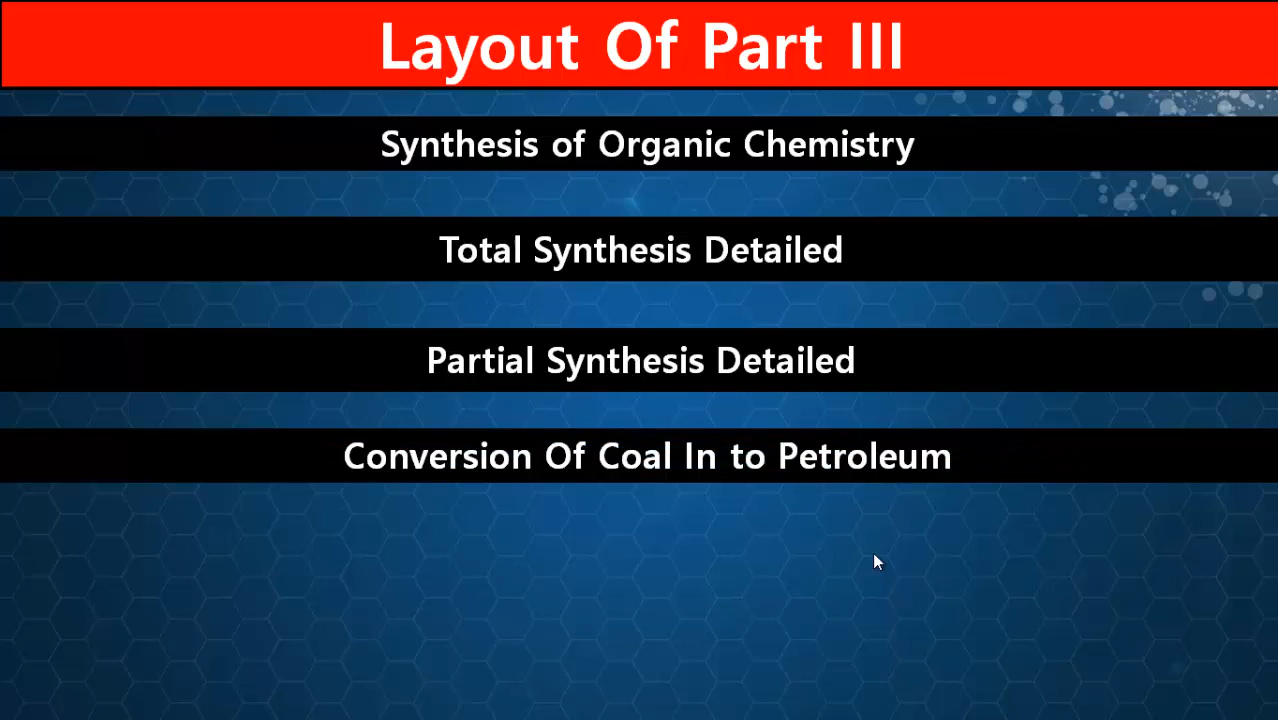 Layout Of Part III
Synthesis of Organic Chemistry
Total Synthesis Detailed
Partial Synthesis Detailed
Conversion Of Coal In to Petroleum